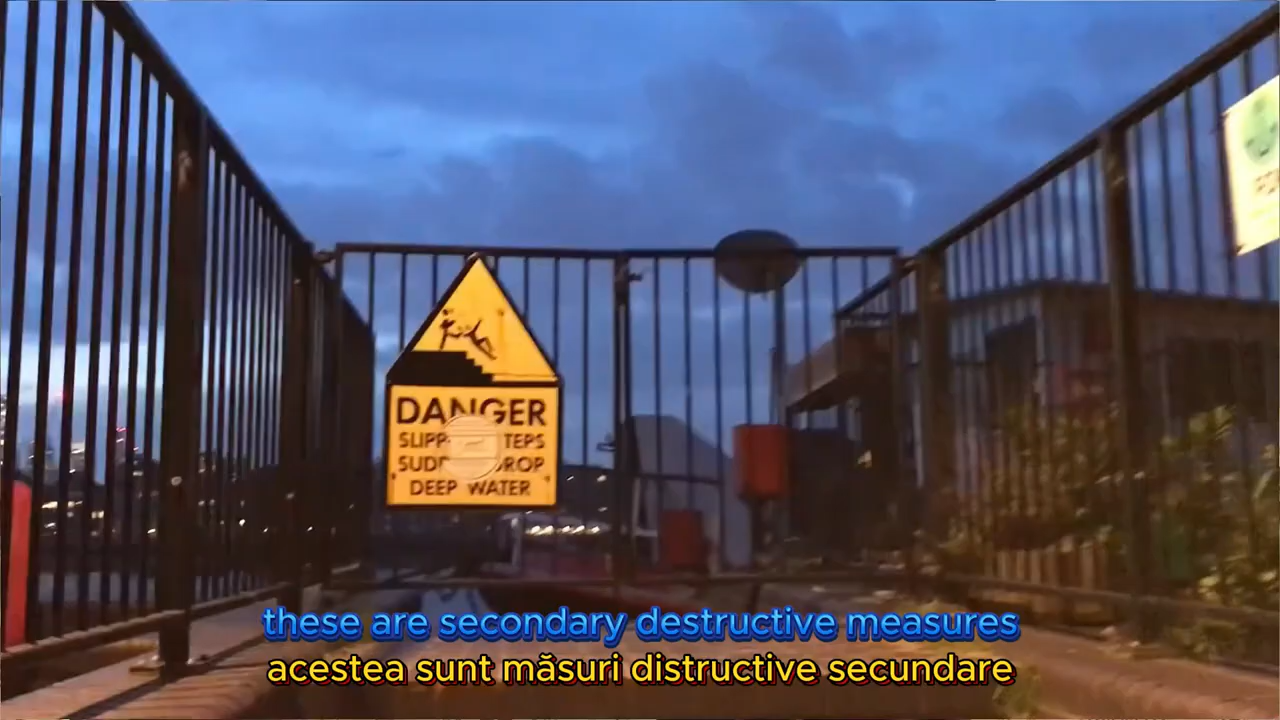 DANGER
DEEP WATER
these are secondary destructive measures
acestea sunt măsuri distructive secundare